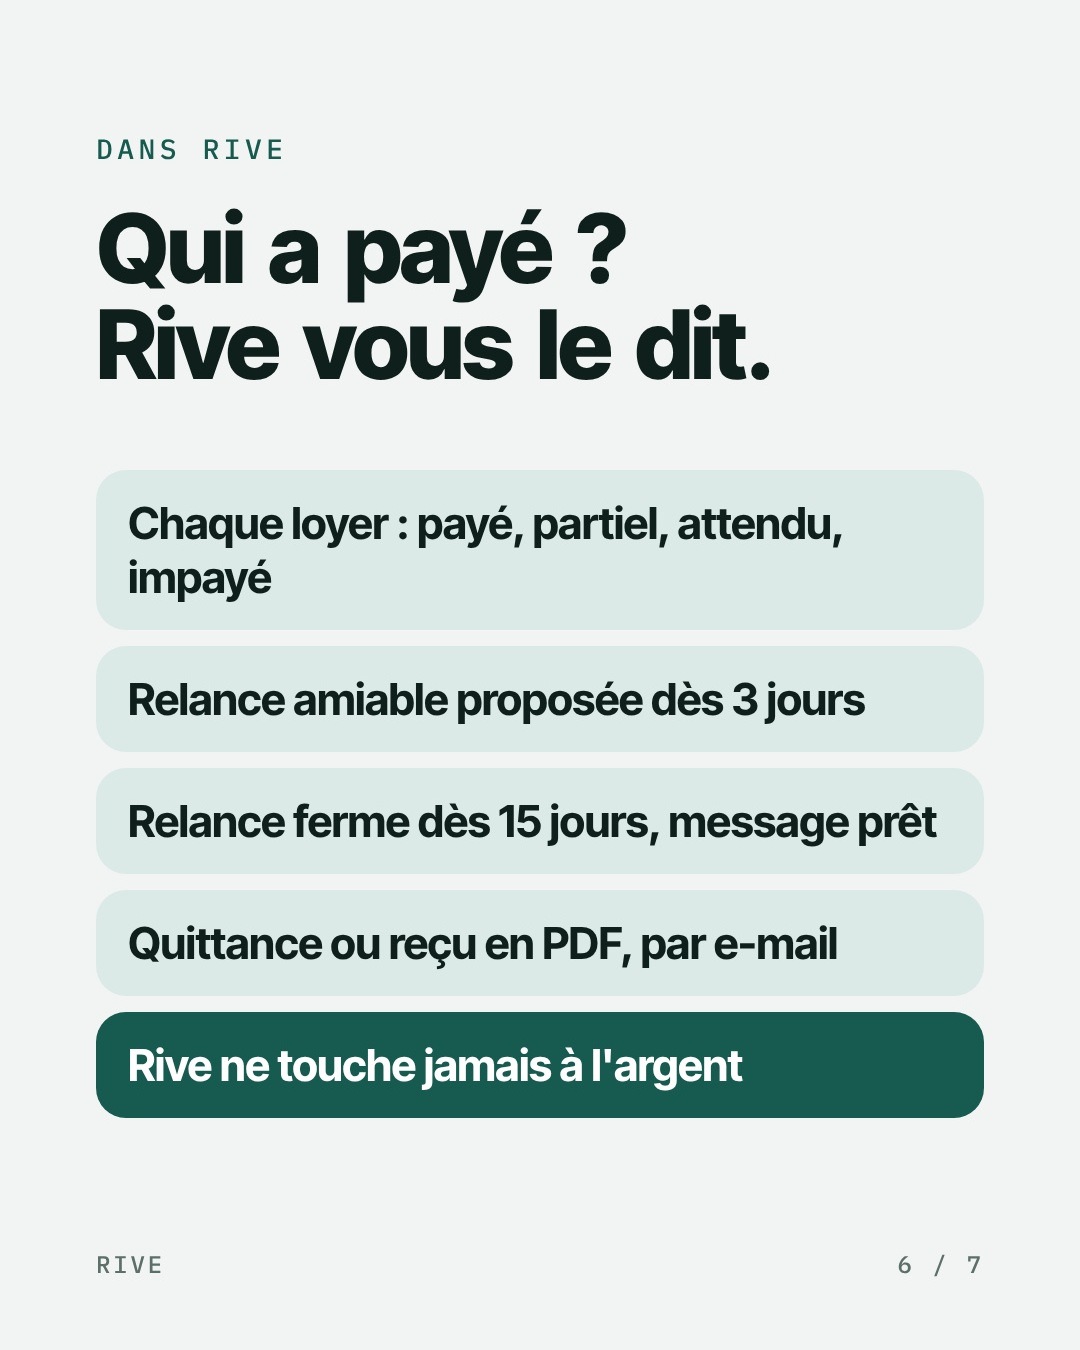 DANS RIVE
Qui a payé ?
Rive vous le dit.
Chaque loyer : payé, partiel, attendu,
impayé
Relance amiable proposée dès 3 jours
Relance ferme dès 15 jours, message prêt
Quittance ou reçu en PDF, par e-mail
Rive ne touche jamais à l'argent
RIVE
6 / 7